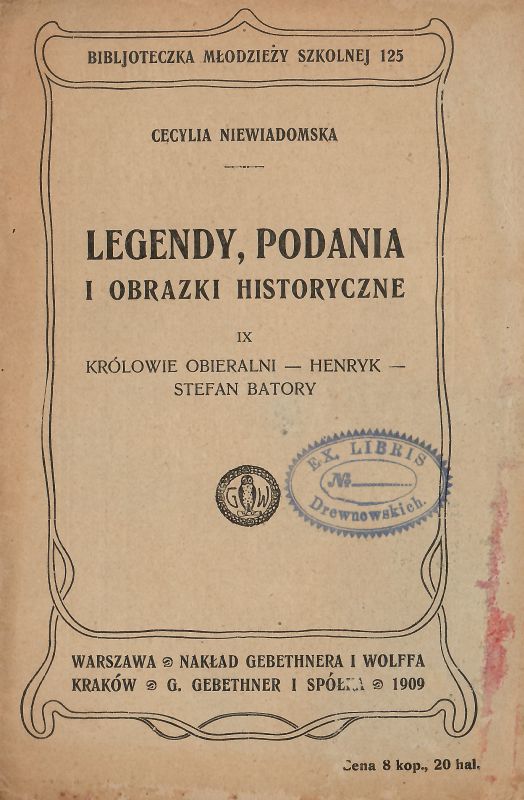 BIBLJOTECZKA MŁODZIEŻY SZKOLNEJ 125
CECYLIA NIEWIADOMSKA
LEGENDY, PODANIA
I OBRAZKI HISTORYCZNE
IX
KRÓLOWIE OBIERALNI — HENRYK —
STEFAN BATORY
G W
EX. LIBRIS
№
Drewnowskich.
WARSZAWA NAKŁAD GEBETHNERA I WOLFFA
KRAKÓW G. GEBETHNER I SPÓŁKA 1909
Cena 8 kop., 20 hal.